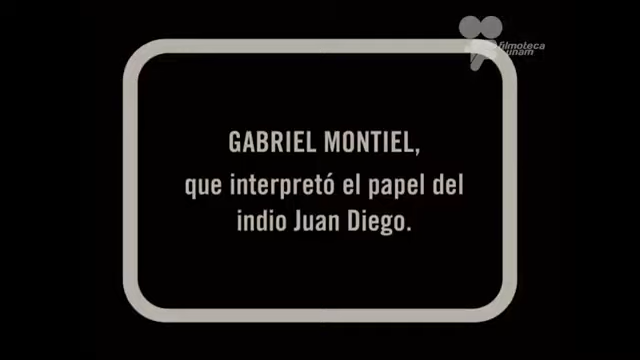 filmoteca
unam
GABRIEL MONTIEL,
que interpretó el papel del
indio Juan Diego.